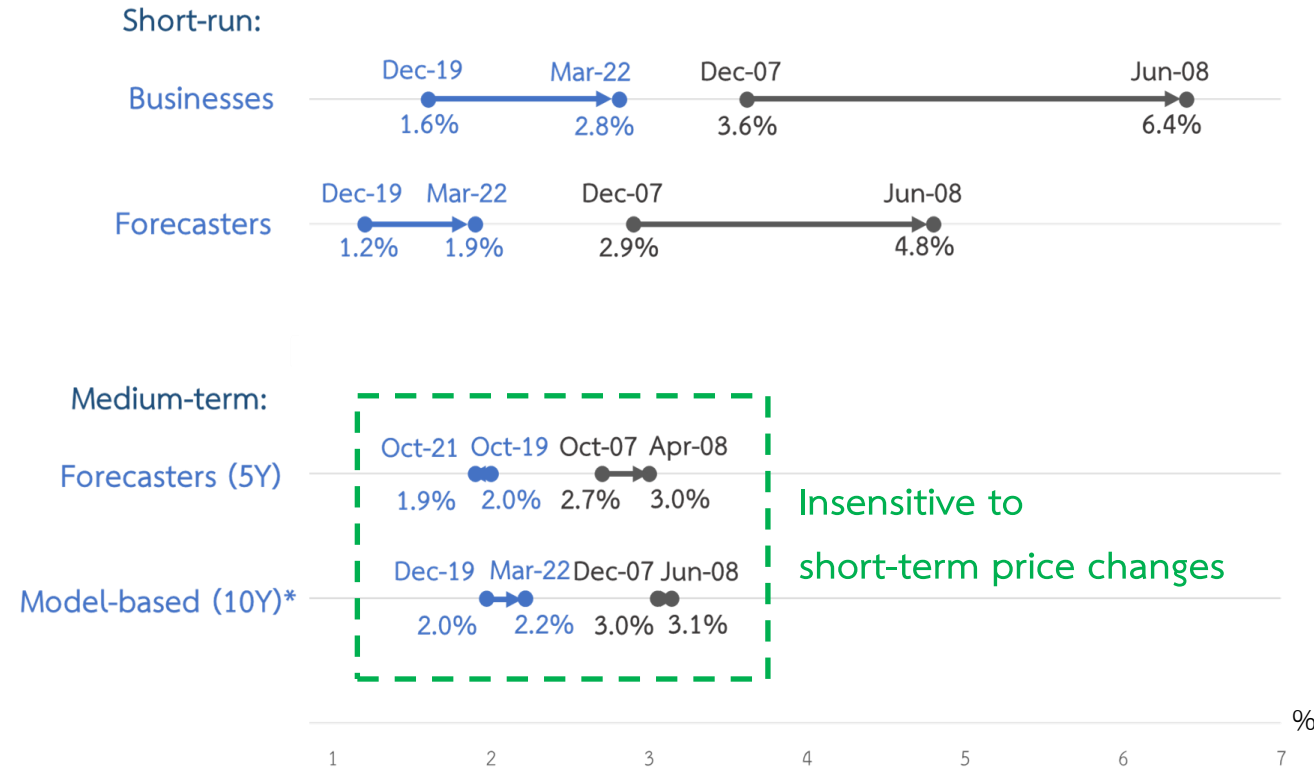 Short-run:
Dec-19 Mar-22 Dec-07 Jun-08
Businesses
1.6% 2.8% 3.6% 6.4%
Dec-19 Mar-22 Dec-07 Jun-08
Forecasters
1.2% 1.9% 2.9% 4.8%
Medium-term:
Oct-21 Oct-19 Oct-07 Apr-08
Forecasters (5Y)
1.9% 2.0% 2.7% 3.0%
Insensitive to
short-term price changes
Dec-19 Mar-22 Dec-07 Jun-08
Model-based (10Y)*
2.0% 2.2% 3.0% 3.1%
%
1 2 3 4 5 6 7